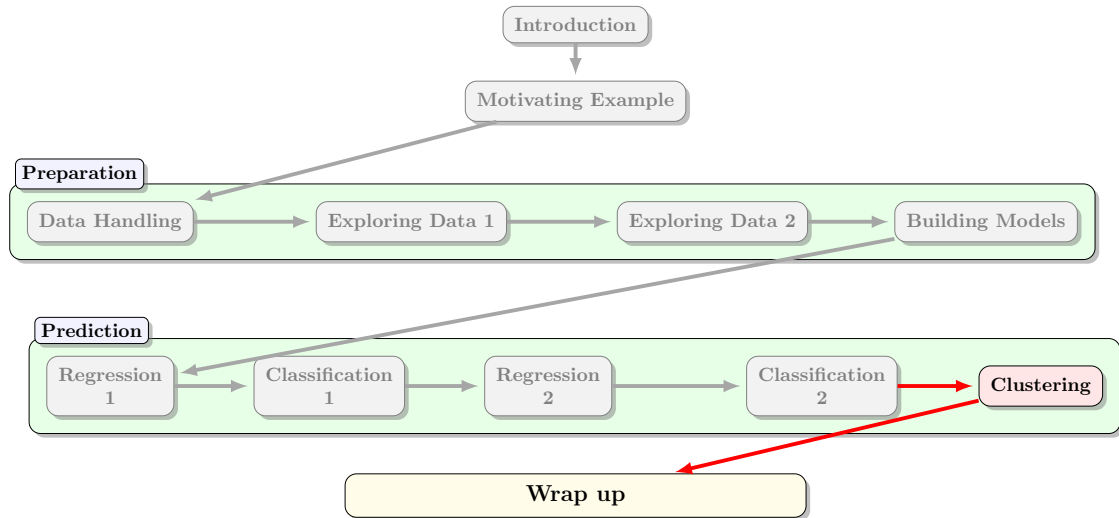 Introduction
Motivating Example
Preparation
Data Handling
Exploring Data 1
Exploring Data 2
Building Models
Prediction
Regression
1
Classification
1
Regression
2
Classification
2
Clustering
Wrap up